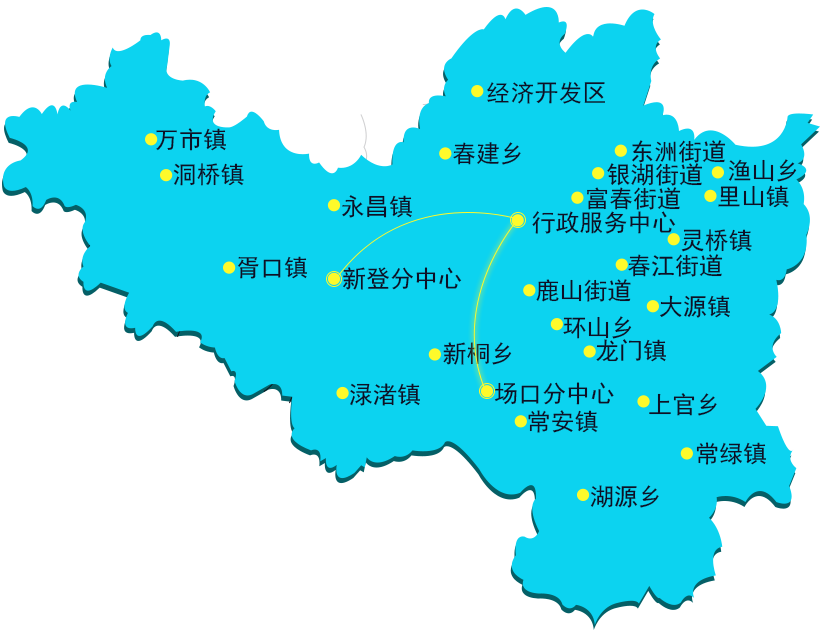 经济开发区
万市镇
春建乡
东洲街道
洞桥镇
银湖街道
渔山乡
永昌镇
富春街道
里山镇
行政服务中心
灵桥镇
胥口镇
新登分中心
春江街道
鹿山街道
大源镇
环山乡
新桐乡
龙门镇
渌渚镇
场口分中心
上官乡
常安镇
常绿镇
湖源乡